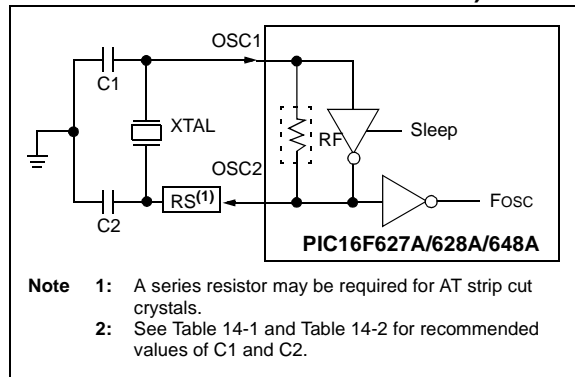 OSC1
C1
XTAL
RF
Sleep
OSC2
RS(1)
C2
FOSC
PIC16F627A/628A/648A
Note 1: A series resistor may be required for AT strip cut
crystals.
2: See Table 14-1 and Table 14-2 for recommended
values of C1 and C2.